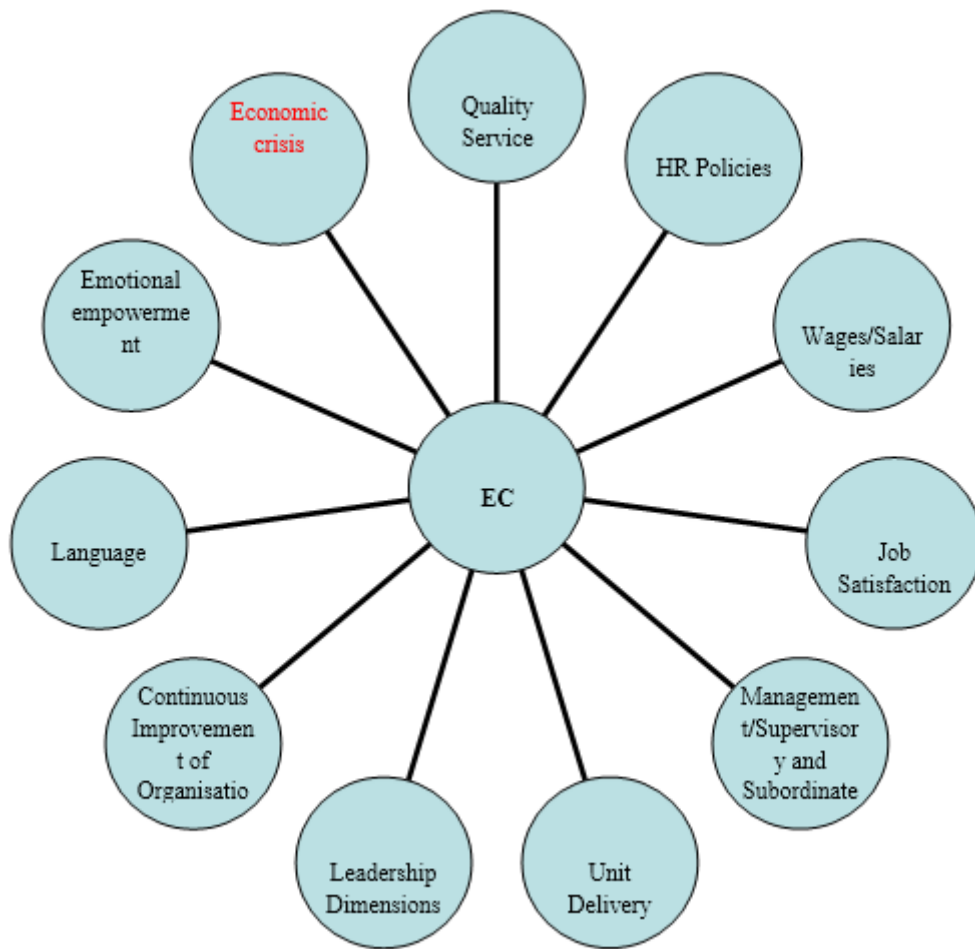 Quality
Service
HR Policies
Wages/Salar
ies
Job
Satisfaction
Managemen
t/Supervisor
y and
Subordinate
Unit
Delivery
Leadership
Dimensions
Continuous
Improvemen
t of
Organisatio
Language
Emotional
empowerme
nt
Economic
crisis
EC